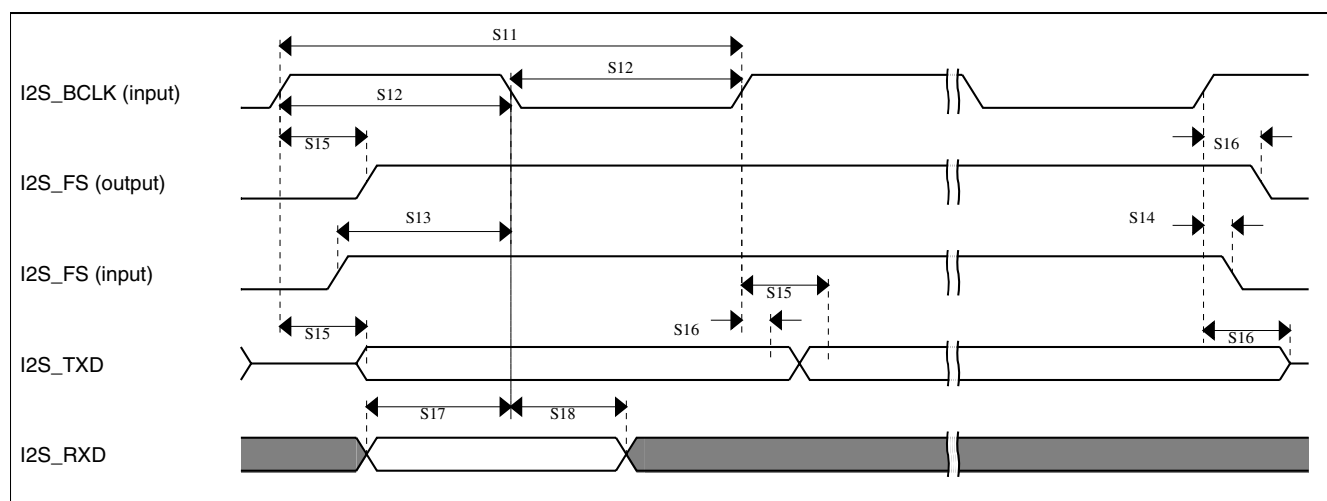 S11
S12
I2S_BCLK (input)
S12
S15
S16
I2S_FS (output)
S13
S14
I2S_FS (input)
S15
S15
S16
S16
I2S_TXD
S17
S18
I2S_RXD